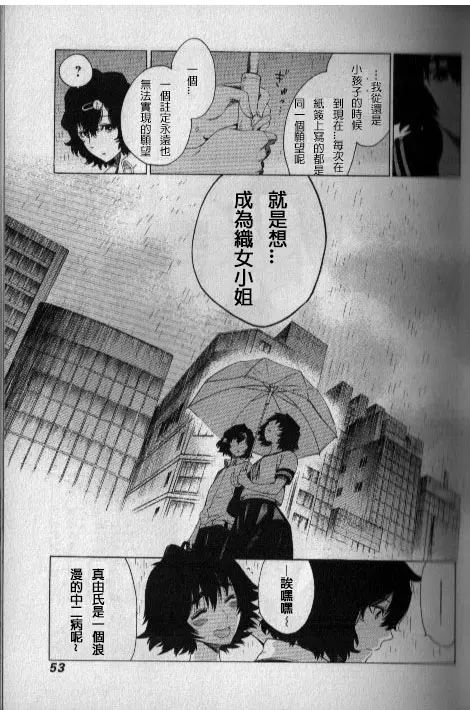 …我從還是
小孩子的時候
到現在…每次在
紙簽上寫的都是
同一個願望呢
一個…
一個註定永遠也
無法實現的願望
?
就是想…
成為織女小姐
—誒嘿嘿~
真由氏是一個浪
漫的中二病呢~
53